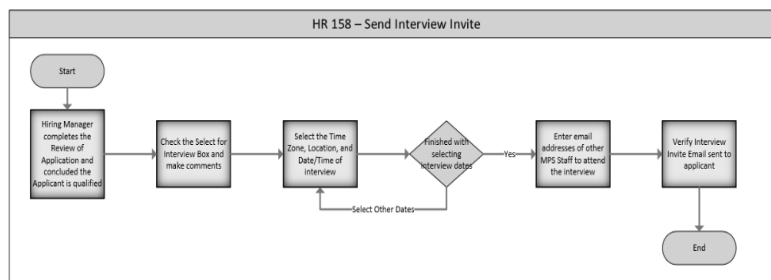 HR 158 – Send Interview Invite
Start
Hiring Manager
completes the
Review of
Application and
concluded the
Applicant is qualified
Check the Select for
Interview Box and
make comments
Select the Time
Zone, Location, and
Date/Time of
interview
Finished with
selecting
interview dates
Yes
Select Other Dates
Enter email
addresses of other
MPS Staff to attend
the interview
Verify Interview
Invite Email sent to
applicant
End